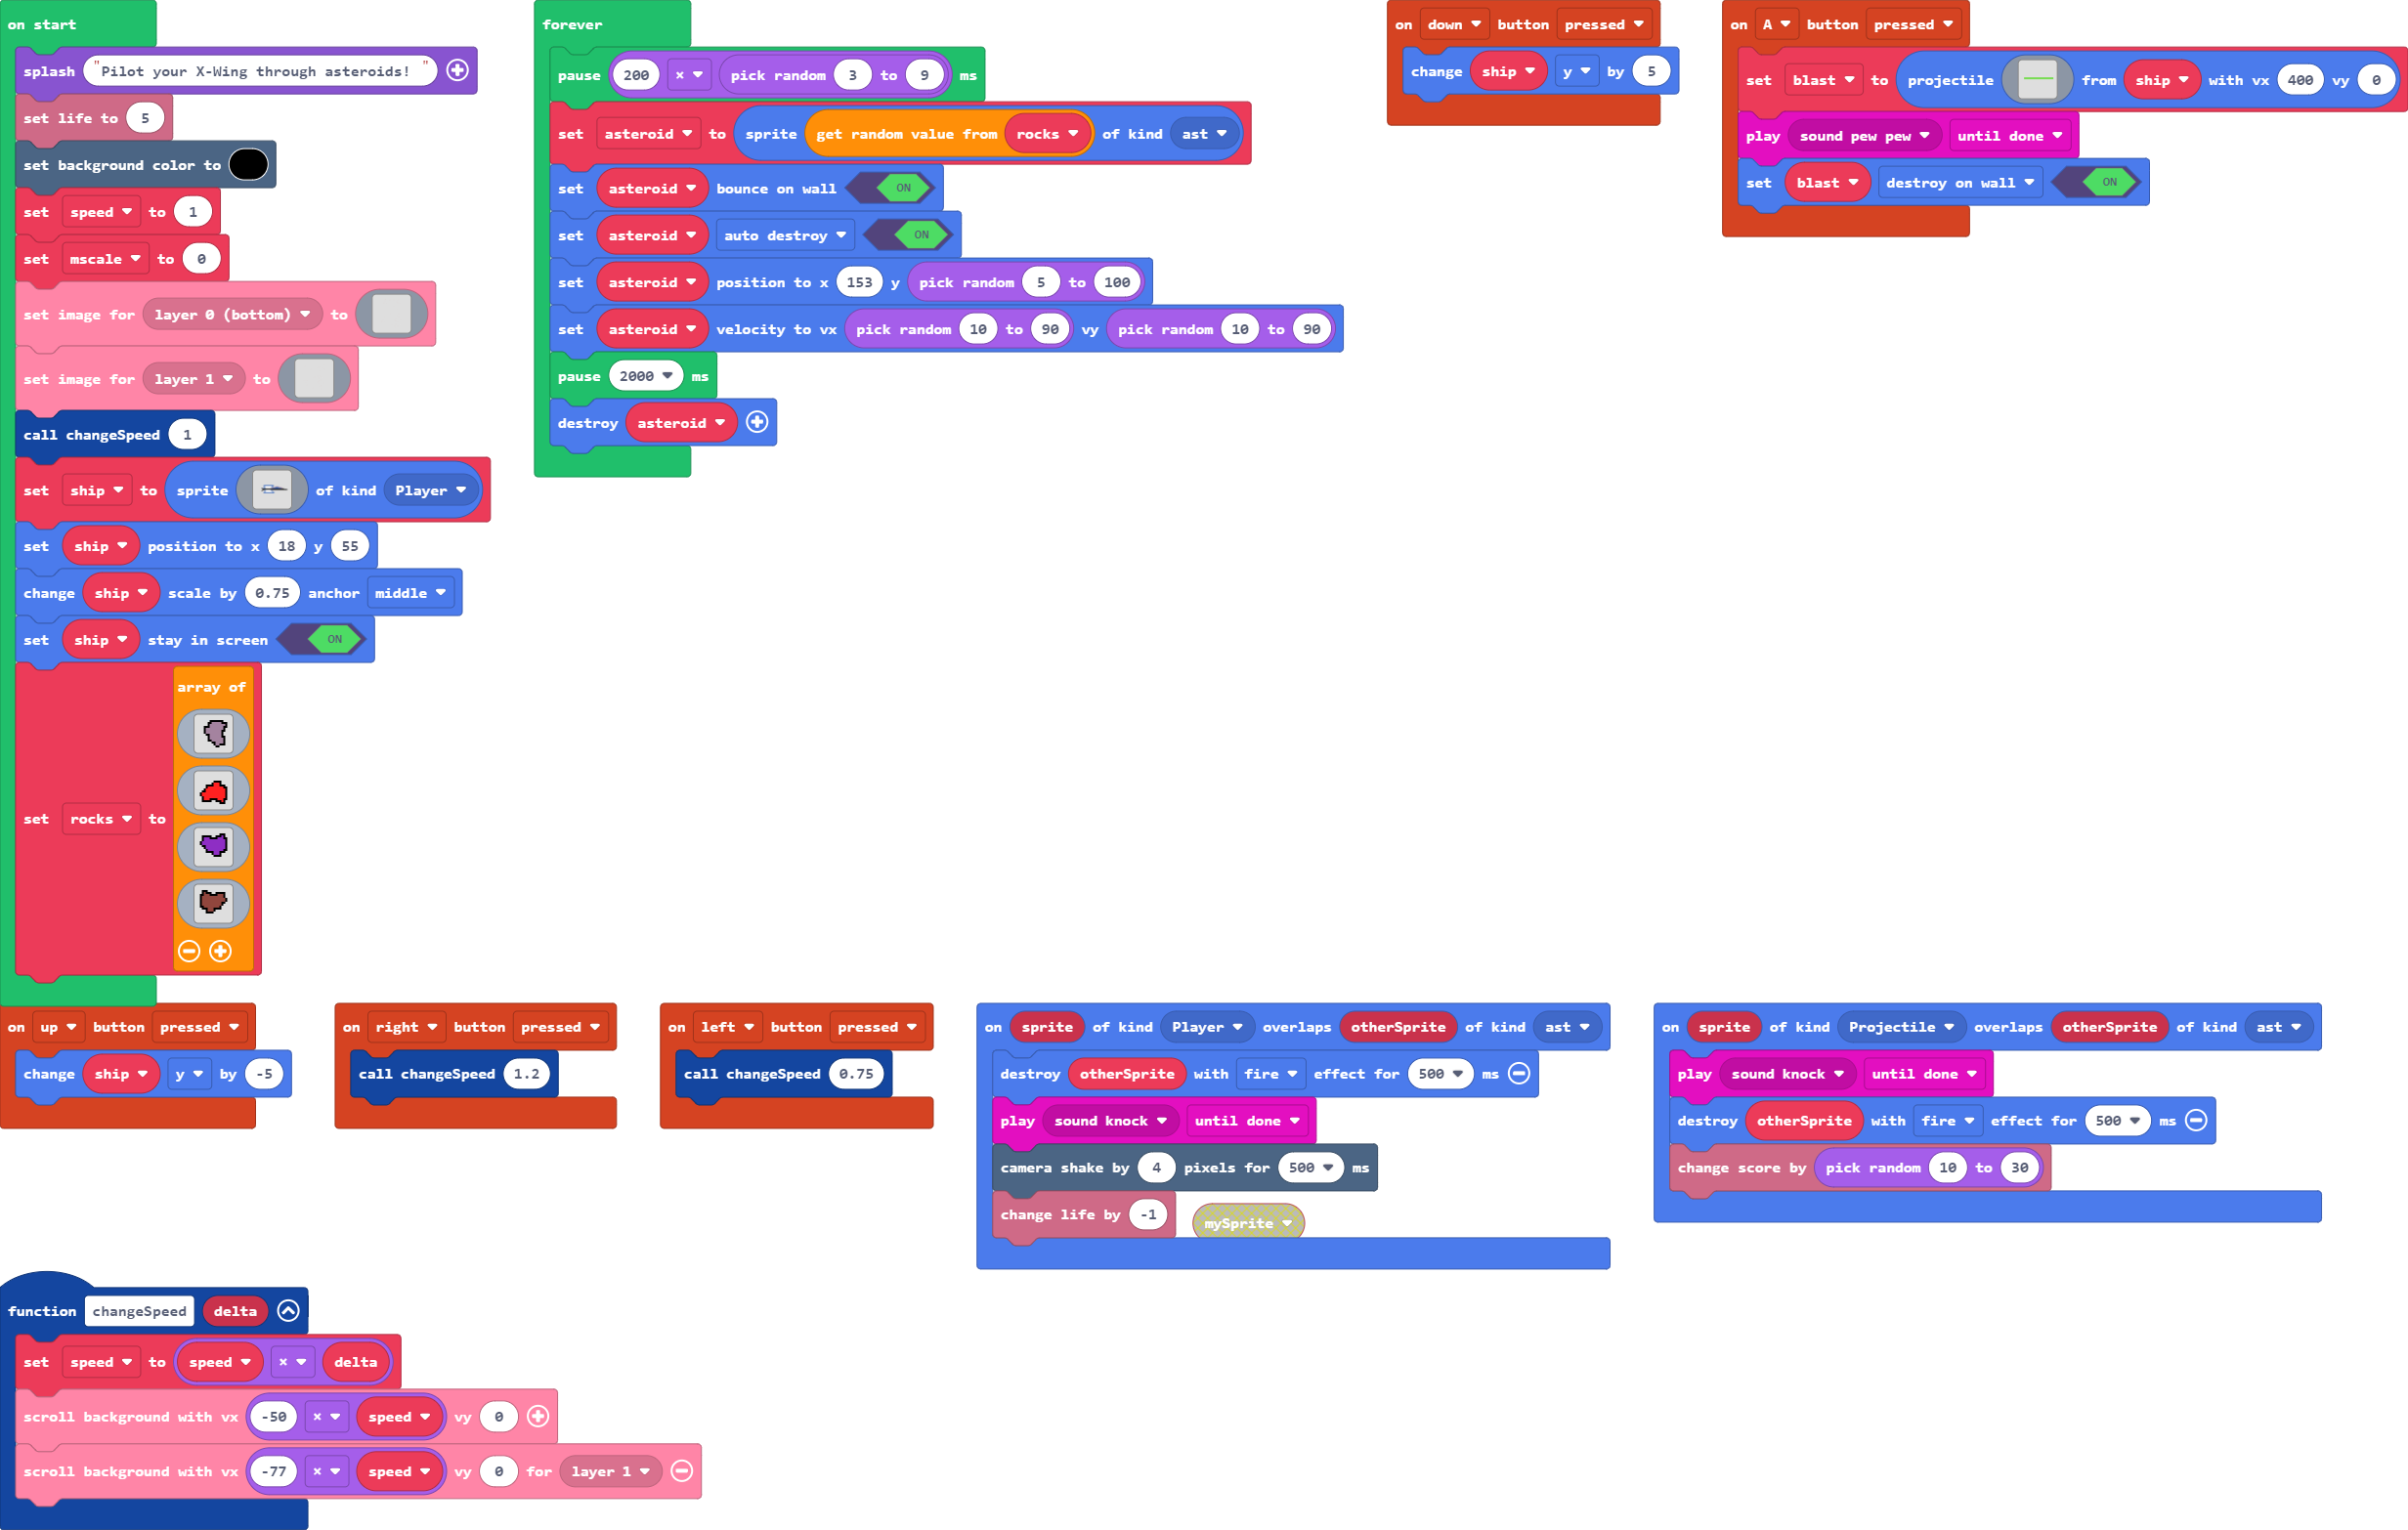 on start
splash "Pilot your X-Wing through asteroids! "
set life to 5
set background color to
set speed to 1
set mscale to 0
set image for layer 0 (bottom) to
set image for layer 1 to
call changeSpeed 1
set ship to sprite of kind Player
set ship position to x 18 y 55
change ship scale by 0.75 anchor middle
set ship stay in screen ON
array of
set rocks to
forever
pause 200 × pick random 3 to 9 ms
set asteroid to sprite get random value from rocks of kind ast
set asteroid bounce on wall ON
set asteroid auto destroy ON
set asteroid position to x 153 y pick random 5 to 100
set asteroid velocity to vx pick random 10 to 90 vy pick random 10 to 90
pause 2000 ms
destroy asteroid
on down button pressed
change ship y by 5
on A button pressed
set blast to projectile from ship with vx 400 vy 0
play sound pew pew until done
set blast destroy on wall ON
on up button pressed
change ship y by -5
on right button pressed
call changeSpeed 1.2
on left button pressed
call changeSpeed 0.75
on sprite of kind Player overlaps otherSprite of kind ast
destroy otherSprite with fire effect for 500 ms
play sound knock until done
camera shake by 4 pixels for 500 ms
change life by -1
mySprite
on sprite of kind Projectile overlaps otherSprite of kind ast
play sound knock until done
destroy otherSprite with fire effect for 500 ms
change score by pick random 10 to 30
function changeSpeed delta
set speed to speed × delta
scroll background with vx -50 × speed vy 0
scroll background with vx -77 × speed vy 0 for layer 1